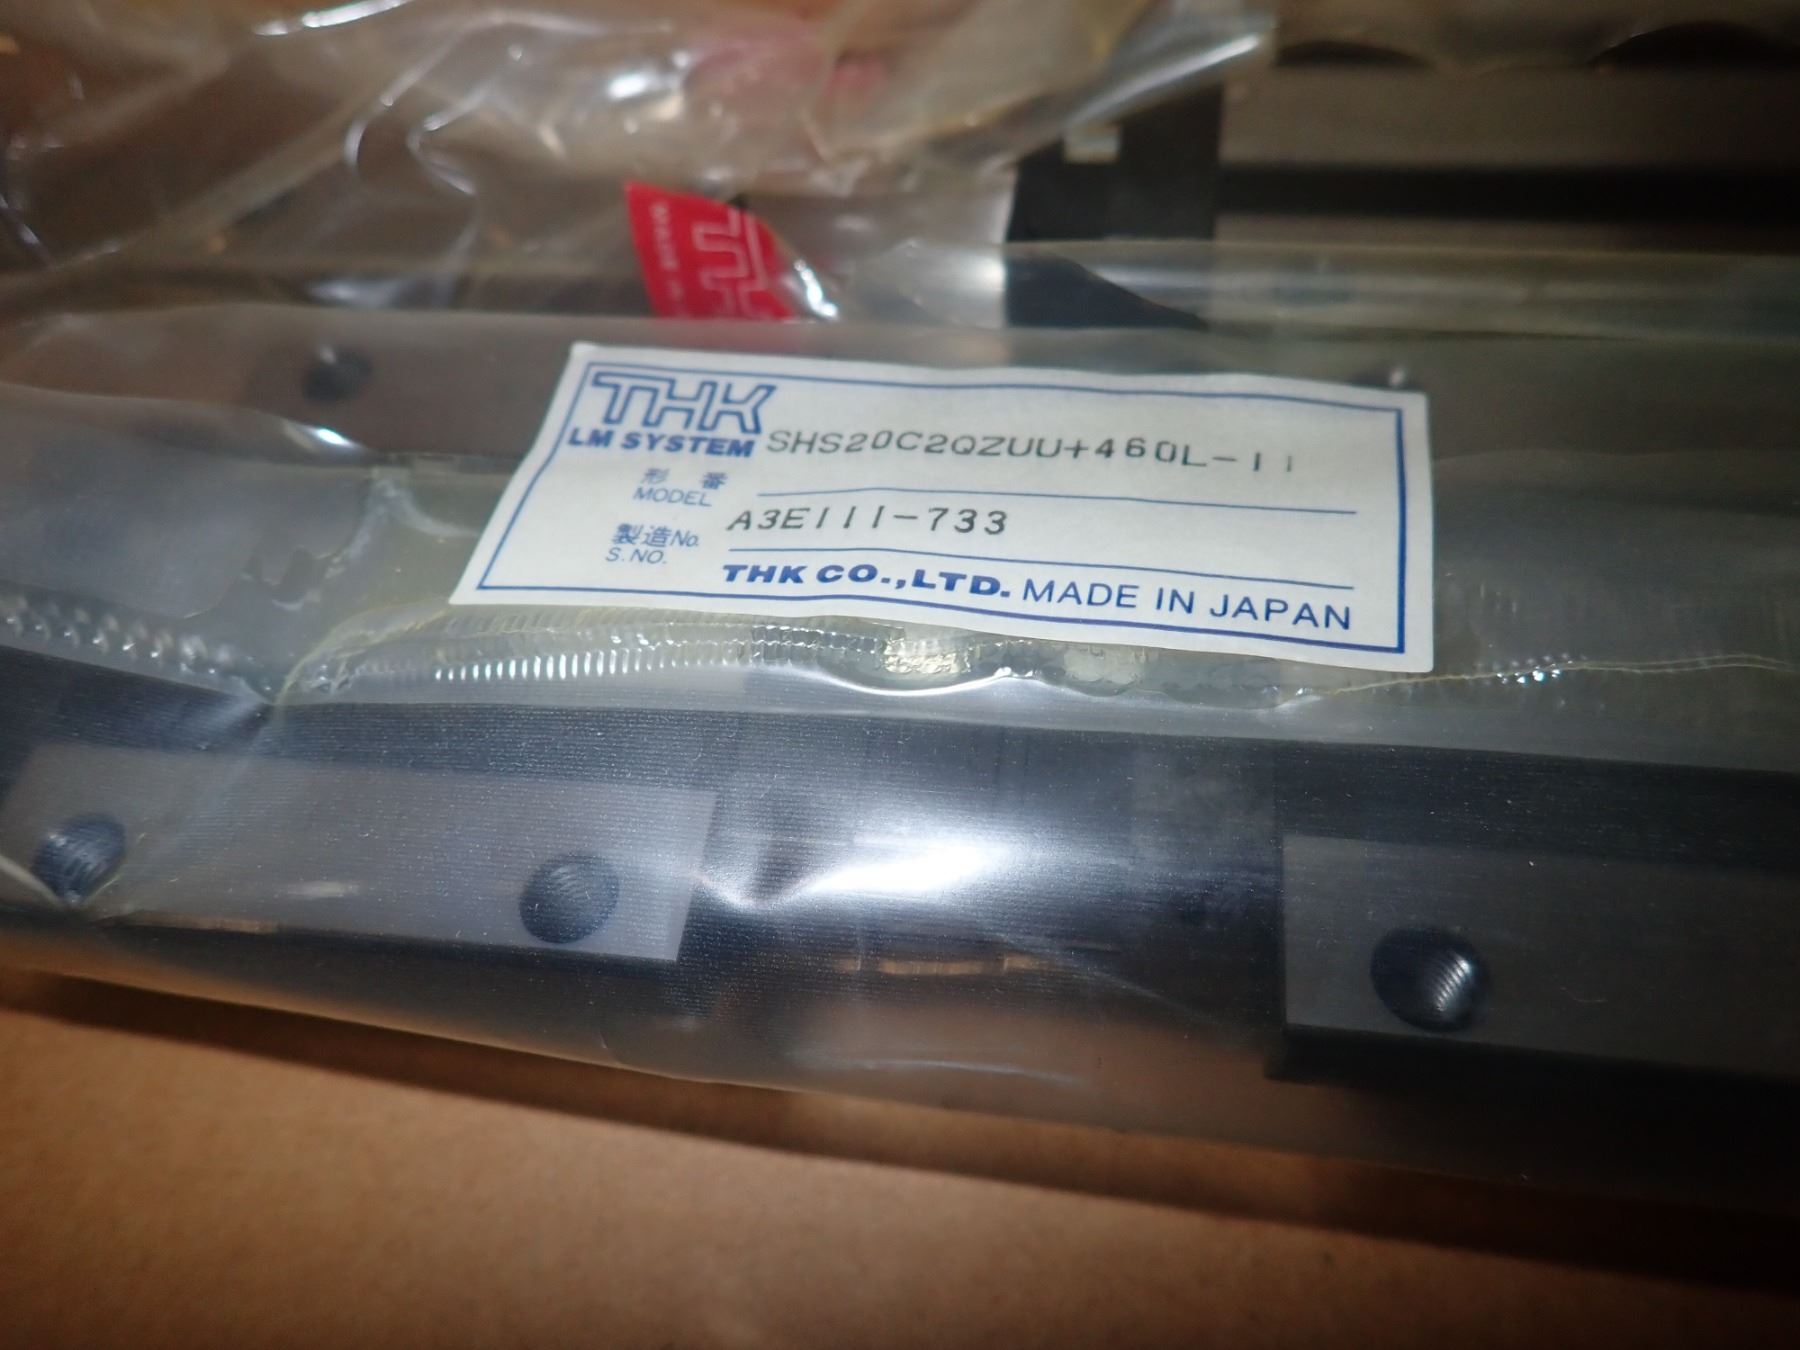 THK
LM SYSTEM SHS20C2QZUU+460L-II
形番
MODEL
製造No. A3E111-733
S.NO.
THK CO.,LTD. MADE IN JAPAN